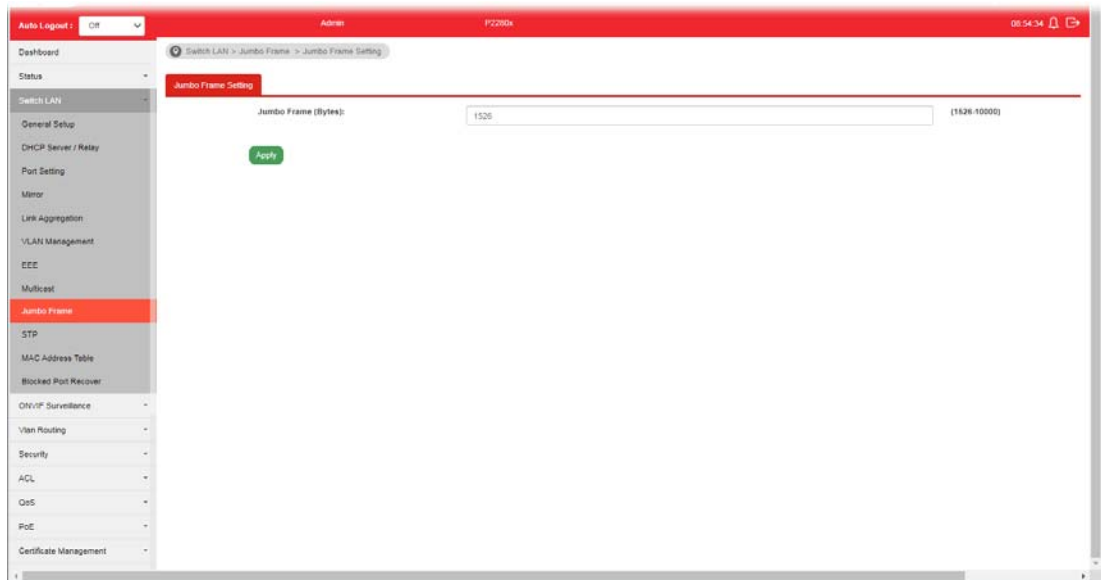 Auto Logout : Off Admin P2280x 08:54:34
Dashboard
Status
Switch LAN
General Setup
DHCP Server / Relay
Port Setting
Mirror
Link Aggregation
VLAN Management
EEE
Multicast
Jumbo Frame
STP
MAC Address Table
Blocked Port Recover
ONVIF Surveillance
Vlan Routing
Security
ACL
QoS
PoE
Certificate Management
Switch LAN > Jumbo Frame > Jumbo Frame Setting
Jumbo Frame Setting
Jumbo Frame (Bytes): 1526 (1526-10000)
Apply